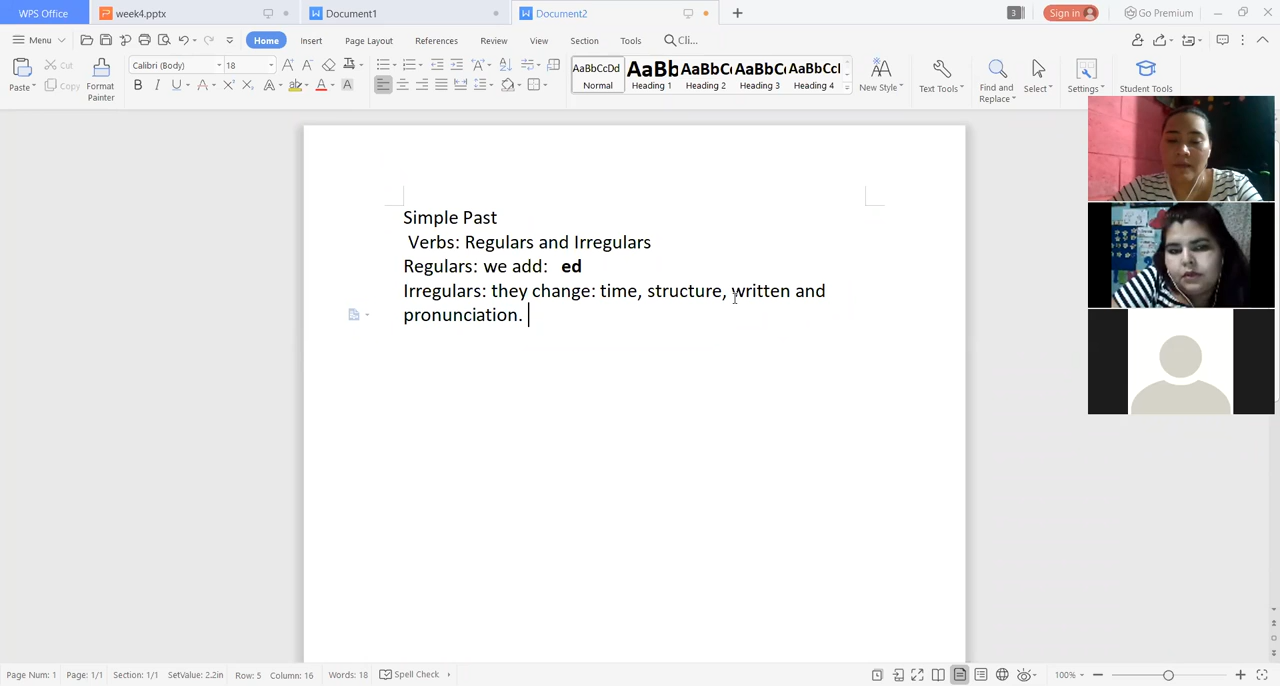 WPS Office week4.pptx Document1 Document2 3 Sign in Go Premium
Menu Home Insert Page Layout References Review View Section Tools Cli...
Paste Cut Copy Format Painter Calibri (Body) 18 AaBbCcDd Normal AaBb Heading 1 AaBbC Heading 2 AaBbC Heading 3 AaBbCcl Heading 4 New Style Text Tools Find and Replace Select Settings Student Tools
Simple Past
Verbs: Regulars and Irregulars
Regulars: we add: ed
Irregulars: they change: time, structure, written and
pronunciation.
Page Num: 1 Page: 1/1 Section: 1/1 SetValue: 2.2in Row: 5 Column: 16 Words: 18 Spell Check 100%